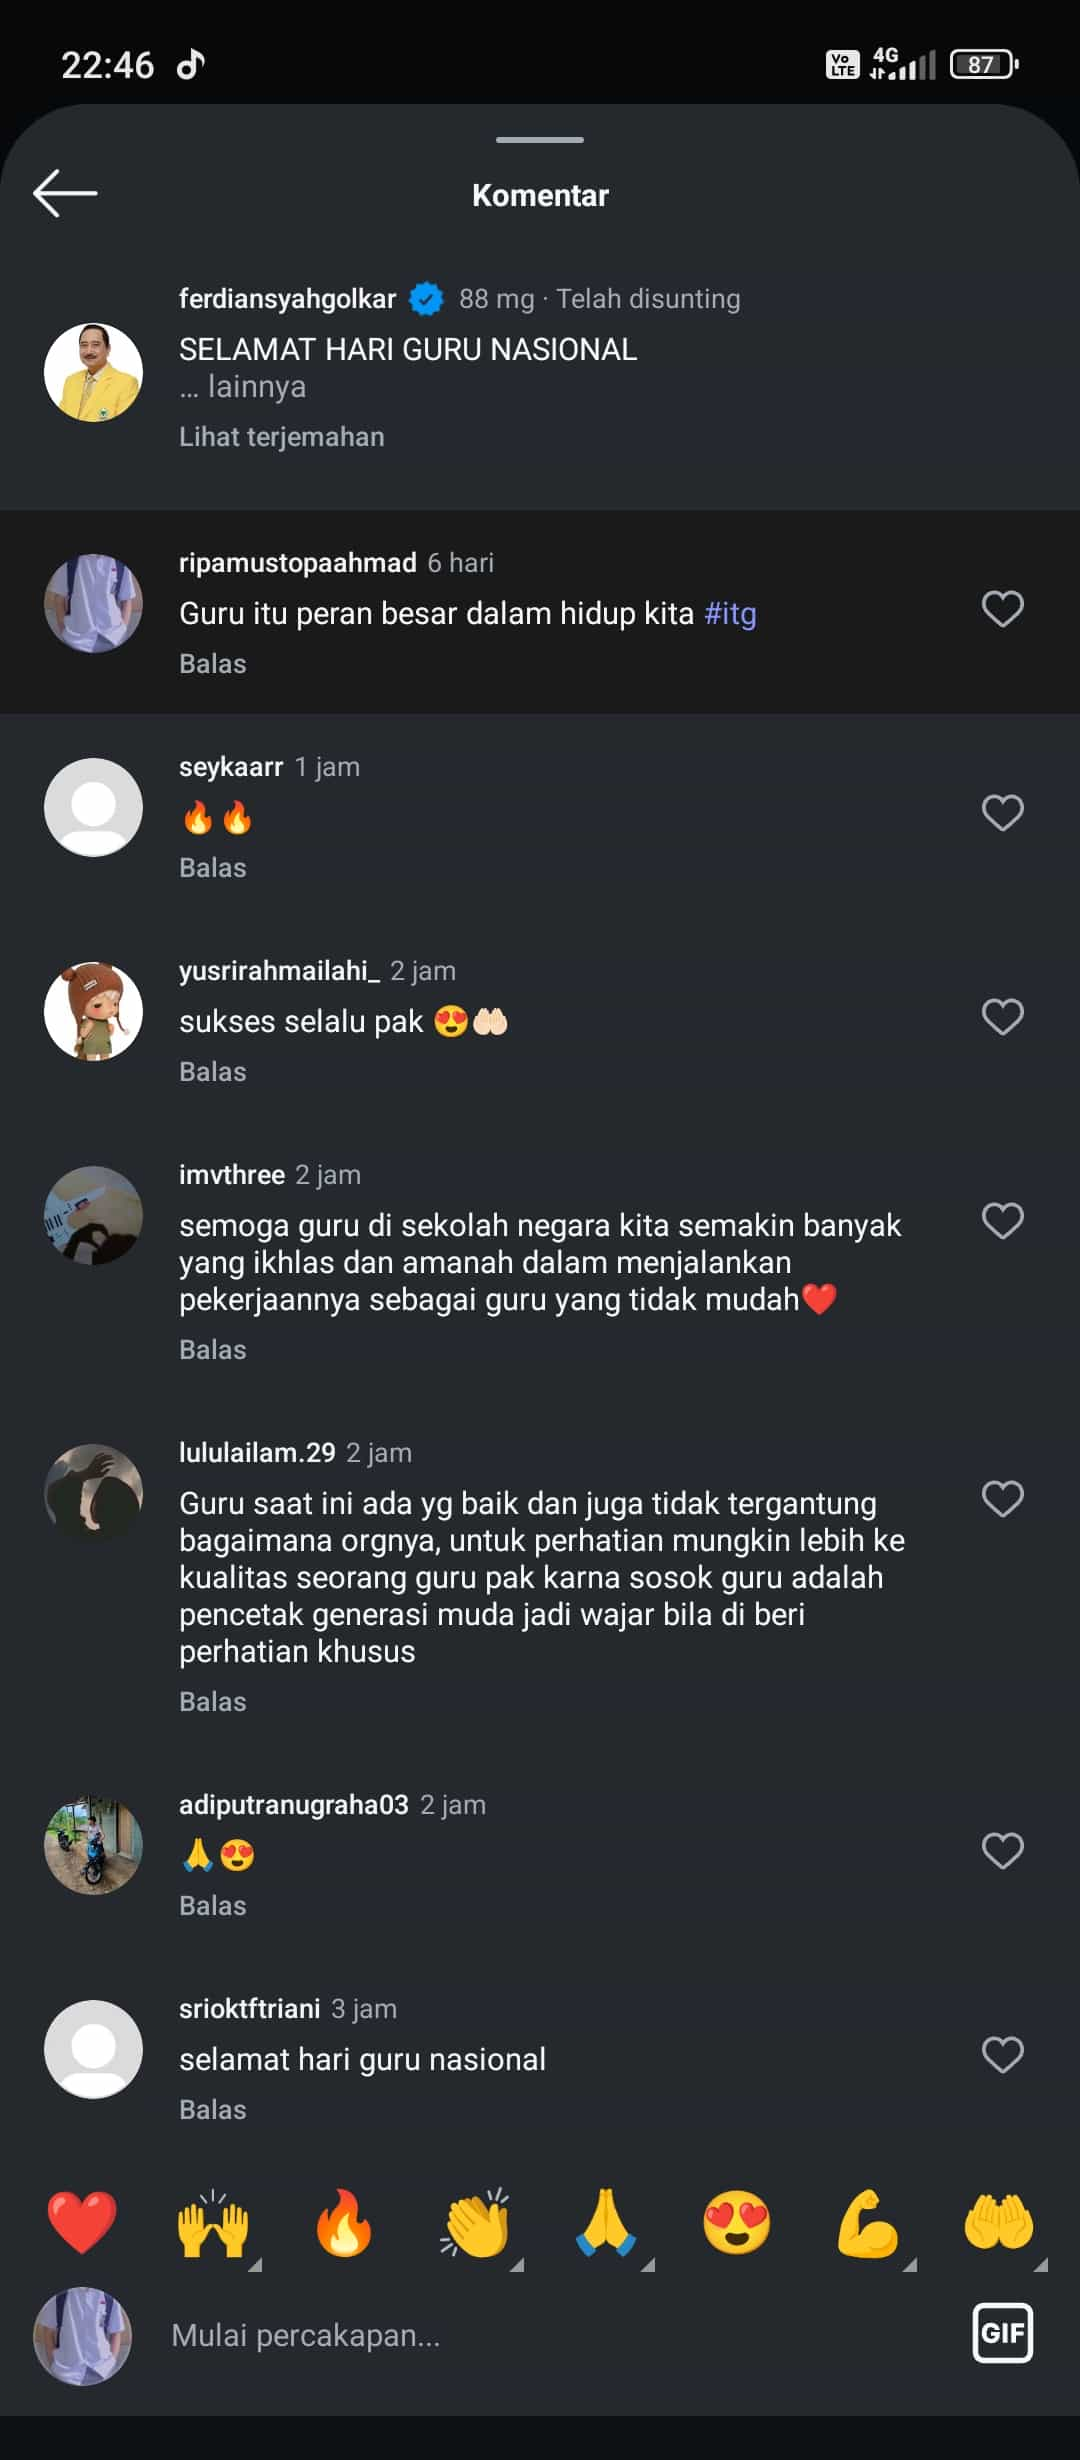 22:46
Vo LTE 4G 87
Komentar
ferdiansyahgolkar 88 mg · Telah disunting
SELAMAT HARI GURU NASIONAL
... lainnya
Lihat terjemahan
ripamustopaahmad 6 hari
Guru itu peran besar dalam hidup kita #itg
Balas
seykaarr 1 jam
🔥🔥
Balas
yusrirahmailahi_ 2 jam
sukses selalu pak 😍🤲🏻
Balas
imvthree 2 jam
semoga guru di sekolah negara kita semakin banyak
yang ikhlas dan amanah dalam menjalankan
pekerjaannya sebagai guru yang tidak mudah❤️
Balas
lululailam.29 2 jam
Guru saat ini ada yg baik dan juga tidak tergantung
bagaimana orgnya, untuk perhatian mungkin lebih ke
kualitas seorang guru pak karna sosok guru adalah
pencetak generasi muda jadi wajar bila di beri
perhatian khusus
Balas
adiputranugraha03 2 jam
🙏😍
Balas
srioktftriani 3 jam
selamat hari guru nasional
Balas
Mulai percakapan...
GIF